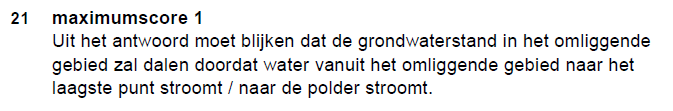 21 maximumscore 1
Uit het antwoord moet blijken dat de grondwaterstand in het omliggende
gebied zal dalen doordat water vanuit het omliggende gebied naar het
laagste punt stroomt / naar de polder stroomt.